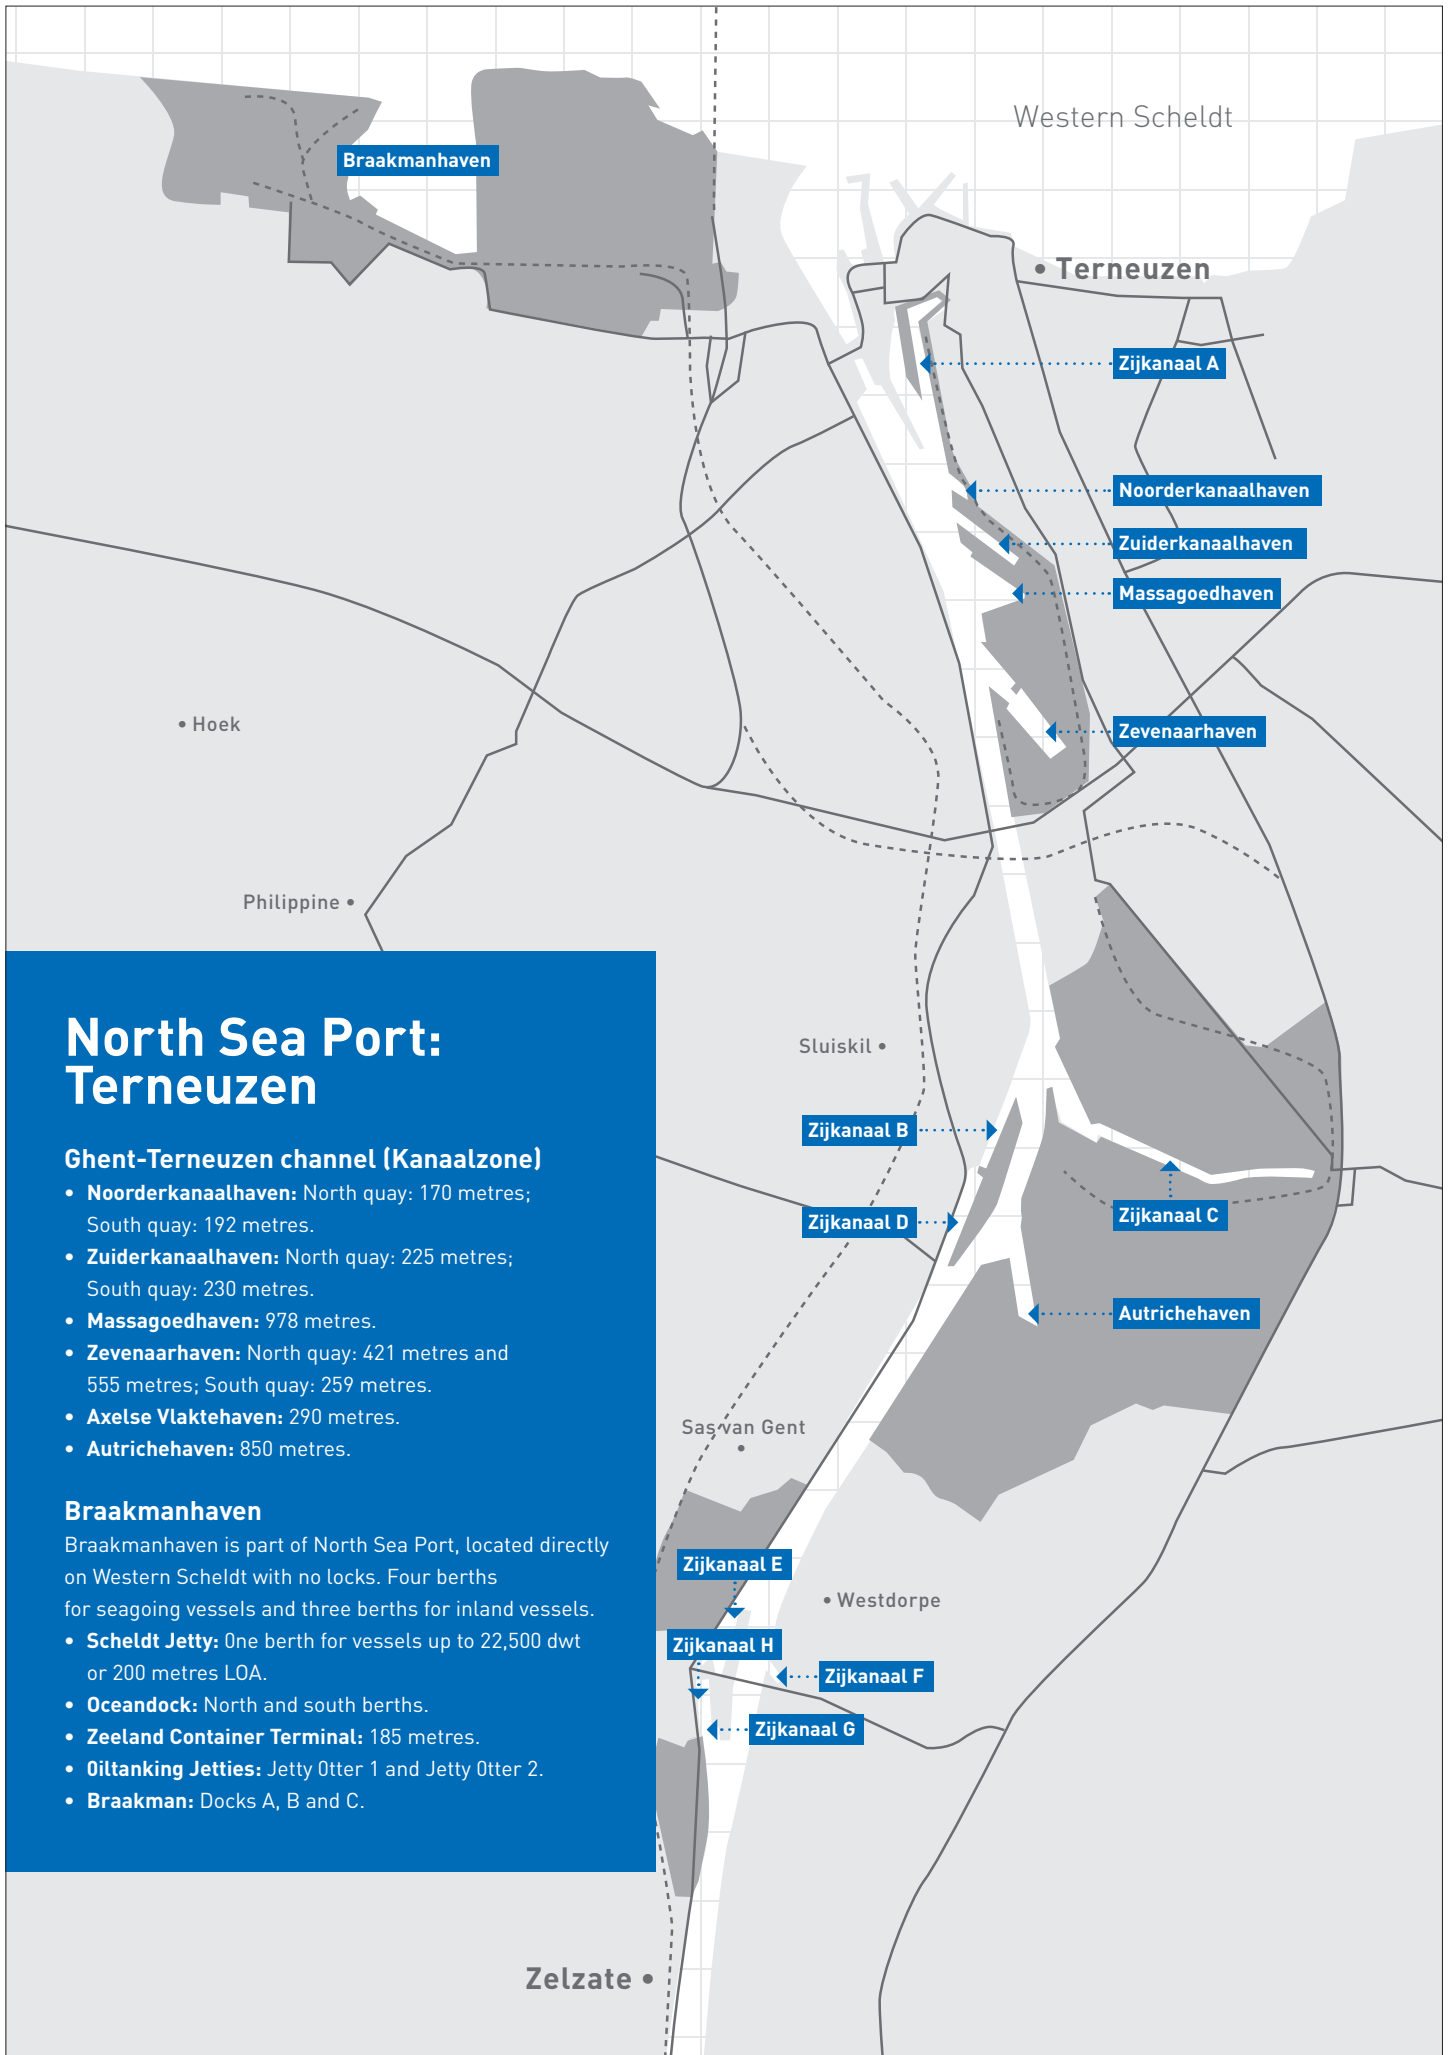 Western Scheldt
Braakmanhaven
Terneuzen
Zijkanaal A
Noorderkanaalhaven
Zuiderkanaalhaven
Massagoedhaven
Hoek
Zevenaarhaven
Philippine
Sluiskil
Zijkanaal B
Zijkanaal D
Zijkanaal C
Autrichehaven
Sas van Gent
Zijkanaal E
Westdorpe
Zijkanaal H
Zijkanaal F
Zijkanaal G
Zelzate
North Sea Port:
Terneuzen
Ghent-Terneuzen channel (Kanaalzone)
• Noorderkanaalhaven: North quay: 170 metres;
South quay: 192 metres.
• Zuiderkanaalhaven: North quay: 225 metres;
South quay: 230 metres.
• Massagoedhaven: 978 metres.
• Zevenaarhaven: North quay: 421 metres and
555 metres; South quay: 259 metres.
• Axelse Vlaktehaven: 290 metres.
• Autrichehaven: 850 metres.
Braakmanhaven
Braakmanhaven is part of North Sea Port, located directly
on Western Scheldt with no locks. Four berths
for seagoing vessels and three berths for inland vessels.
• Scheldt Jetty: One berth for vessels up to 22,500 dwt
or 200 metres LOA.
• Oceandock: North and south berths.
• Zeeland Container Terminal: 185 metres.
• Oiltanking Jetties: Jetty Otter 1 and Jetty Otter 2.
• Braakman: Docks A, B and C.